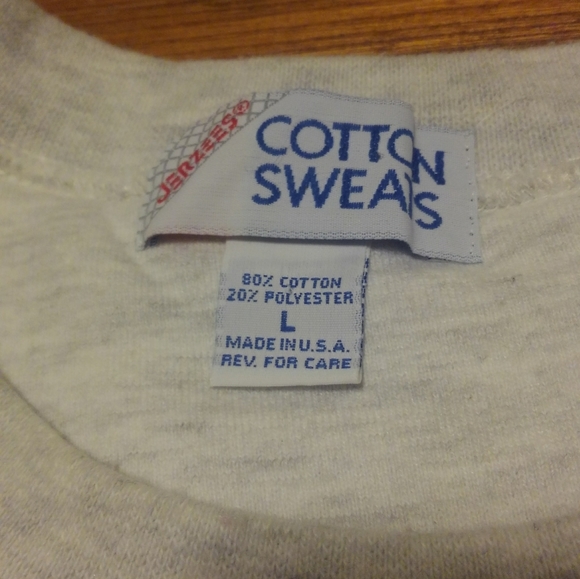 JERZEES®
COTTON
SWEATS
80% COTTON
20% POLYESTER
L
MADE IN U.S.A.
REV. FOR CARE